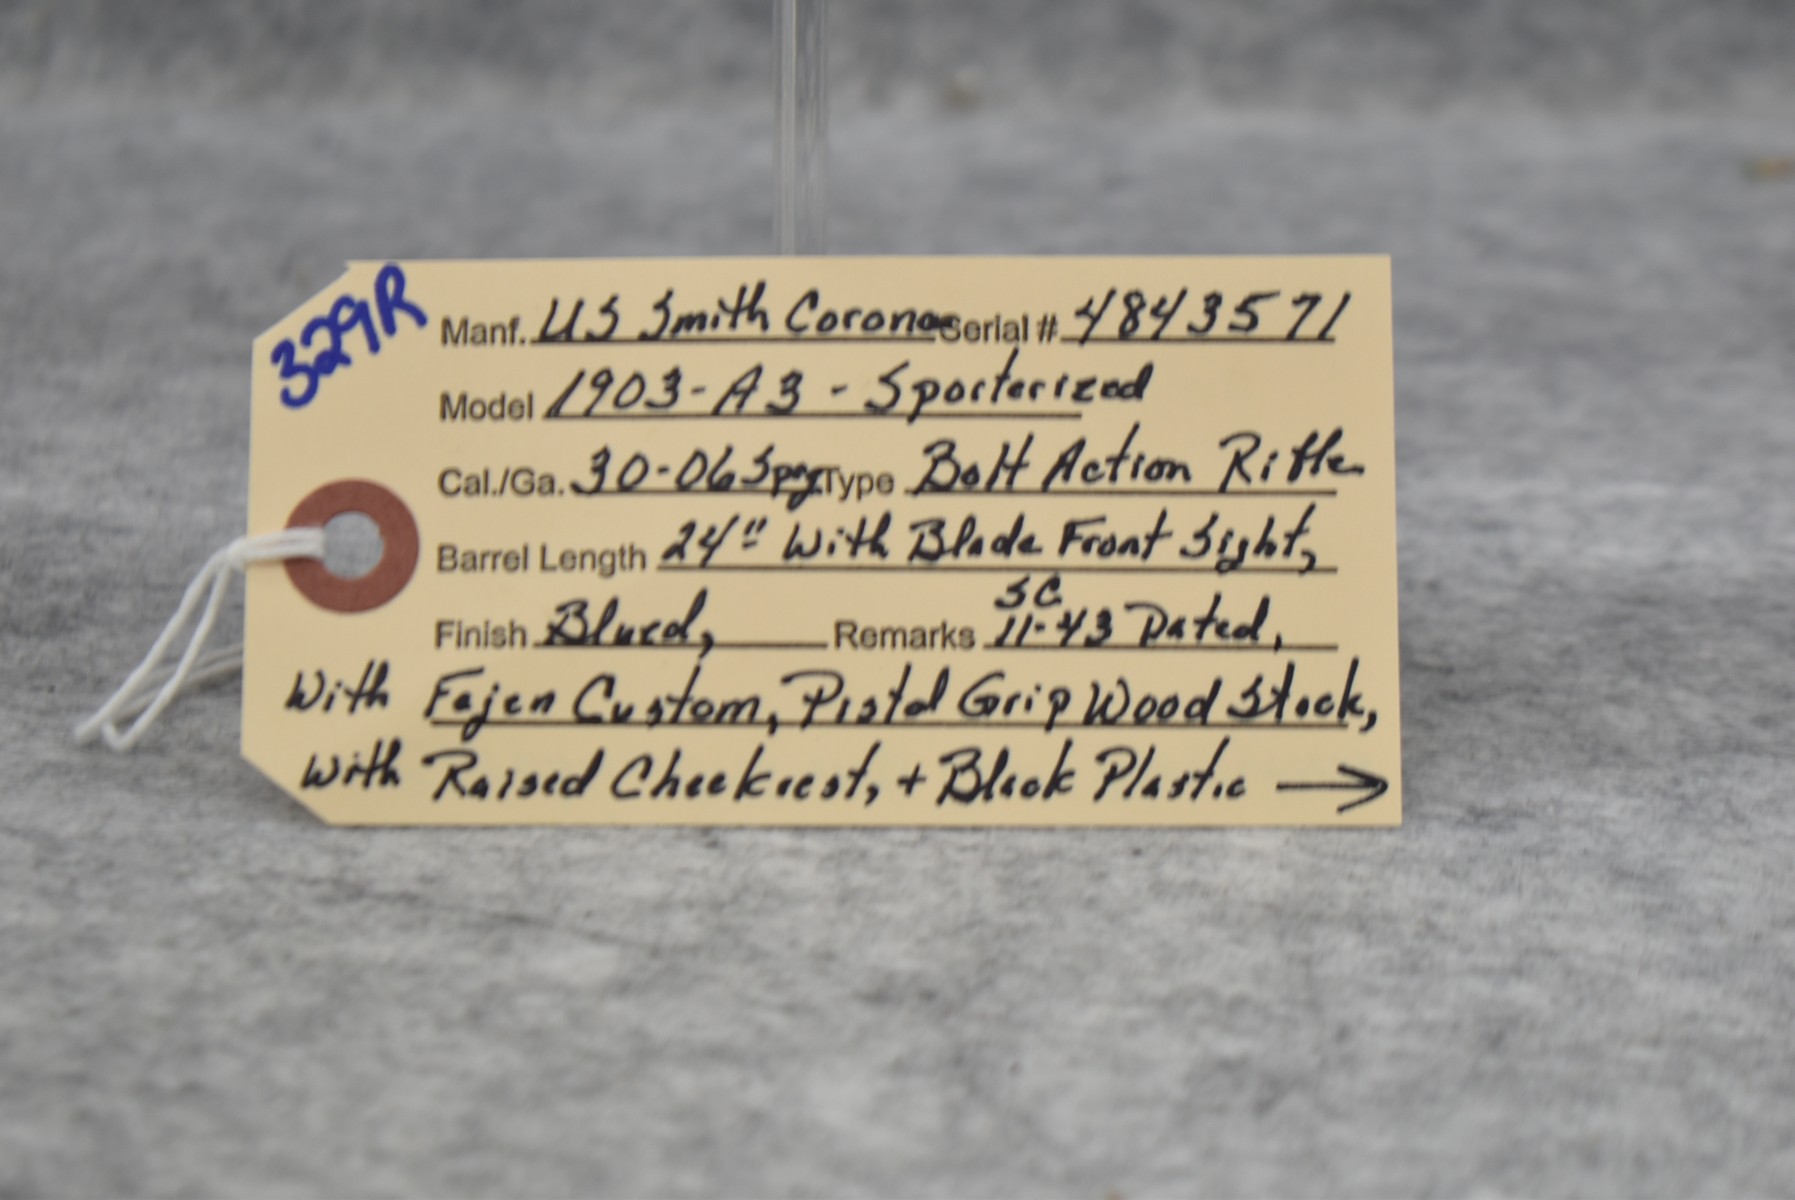 329R
Manf. US Smith Corona Serial # 4843571
Model 1903-A3 - Sporterized
Cal./Ga. 30-06 Spg Type Bolt Action Rifle
Barrel Length 24" With Blade Front Sight,
SC
Finish Blued, Remarks 11-43 Dated,
With Fajen Custom, Pistol Grip Wood Stock,
With Raised Cheekrest, + Black Plastic →